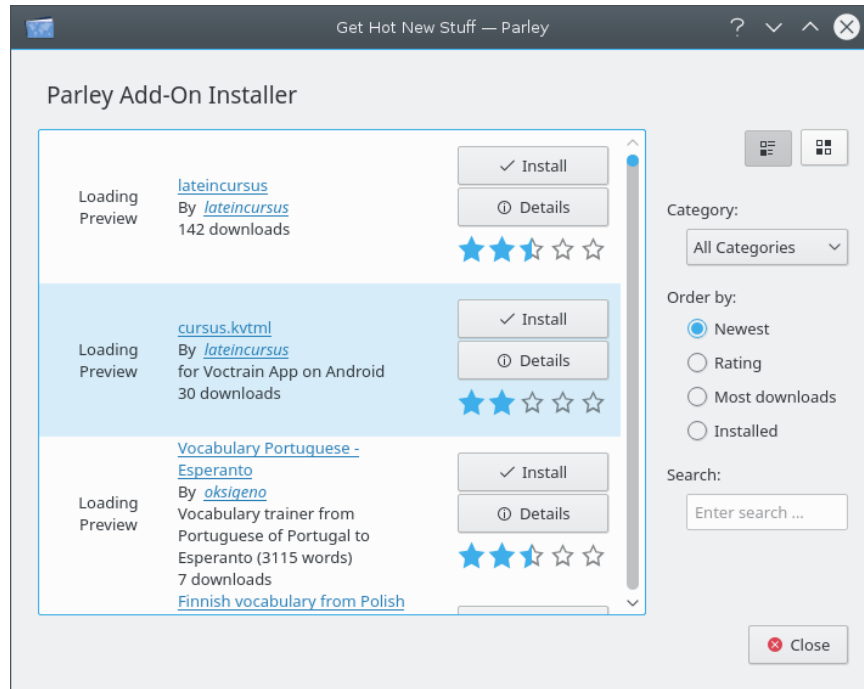 Get Hot New Stuff — Parley
Parley Add-On Installer
Loading
Preview
lateincursus
By lateincursus
142 downloads
Install
Details
Loading
Preview
cursus.kvtml
By lateincursus
for Voctrain App on Android
30 downloads
Install
Details
Loading
Preview
Vocabulary Portuguese -
Esperanto
By oksigeno
Vocabulary trainer from
Portuguese of Portugal to
Esperanto (3115 words)
7 downloads
Install
Details
Finnish vocabulary from Polish
Category:
All Categories
Order by:
Newest
Rating
Most downloads
Installed
Search:
Enter search ...
Close